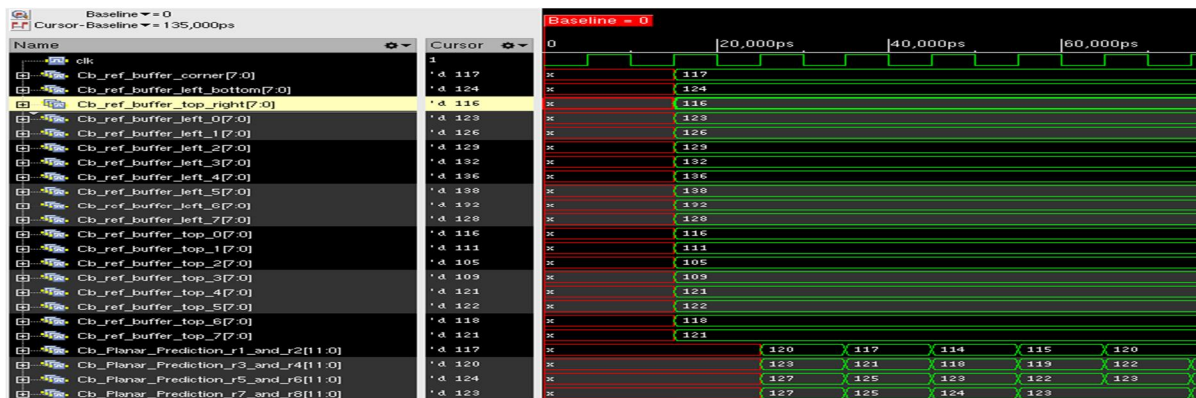 Baseline ▾= 0
Cursor-Baseline ▾= 135,000ps
Baseline = 0
Name Cursor 0 20,000ps 40,000ps 60,000ps
clk 1
Cb_ref_buffer_corner[7:0] 'd 117 x 117
Cb_ref_buffer_left_bottom[7:0] 'd 124 x 124
Cb_ref_buffer_top_right[7:0] 'd 116 x 116
Cb_ref_buffer_left_0[7:0] 'd 123 x 123
Cb_ref_buffer_left_1[7:0] 'd 126 x 126
Cb_ref_buffer_left_2[7:0] 'd 129 x 129
Cb_ref_buffer_left_3[7:0] 'd 132 x 132
Cb_ref_buffer_left_4[7:0] 'd 136 x 136
Cb_ref_buffer_left_5[7:0] 'd 138 x 138
Cb_ref_buffer_left_6[7:0] 'd 192 x 192
Cb_ref_buffer_left_7[7:0] 'd 128 x 128
Cb_ref_buffer_top_0[7:0] 'd 116 x 116
Cb_ref_buffer_top_1[7:0] 'd 111 x 111
Cb_ref_buffer_top_2[7:0] 'd 105 x 105
Cb_ref_buffer_top_3[7:0] 'd 109 x 109
Cb_ref_buffer_top_4[7:0] 'd 121 x 121
Cb_ref_buffer_top_5[7:0] 'd 122 x 122
Cb_ref_buffer_top_6[7:0] 'd 118 x 118
Cb_ref_buffer_top_7[7:0] 'd 121 x 121
Cb_Planar_Prediction_r1_and_r2[11:0] 'd 117 x 120 117 114 115 120
Cb_Planar_Prediction_r3_and_r4[11:0] 'd 120 x 123 121 118 119 122
Cb_Planar_Prediction_r5_and_r6[11:0] 'd 124 x 127 125 123 122 123
Cb_Planar_Prediction_r7_and_r8[11:0] 'd 123 x 127 125 124 123